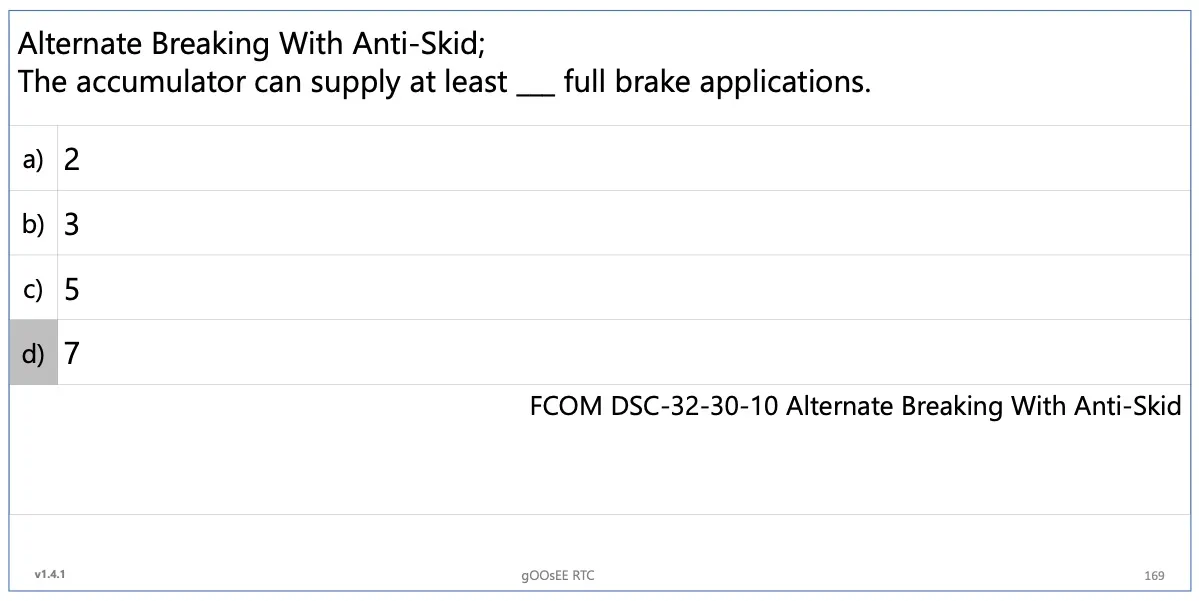 Alternate Breaking With Anti-Skid;
The accumulator can supply at least ___ full brake applications.
a) 2
b) 3
c) 5
d) 7
FCOM DSC-32-30-10 Alternate Breaking With Anti-Skid
v1.4.1 gOOsEE RTC 169